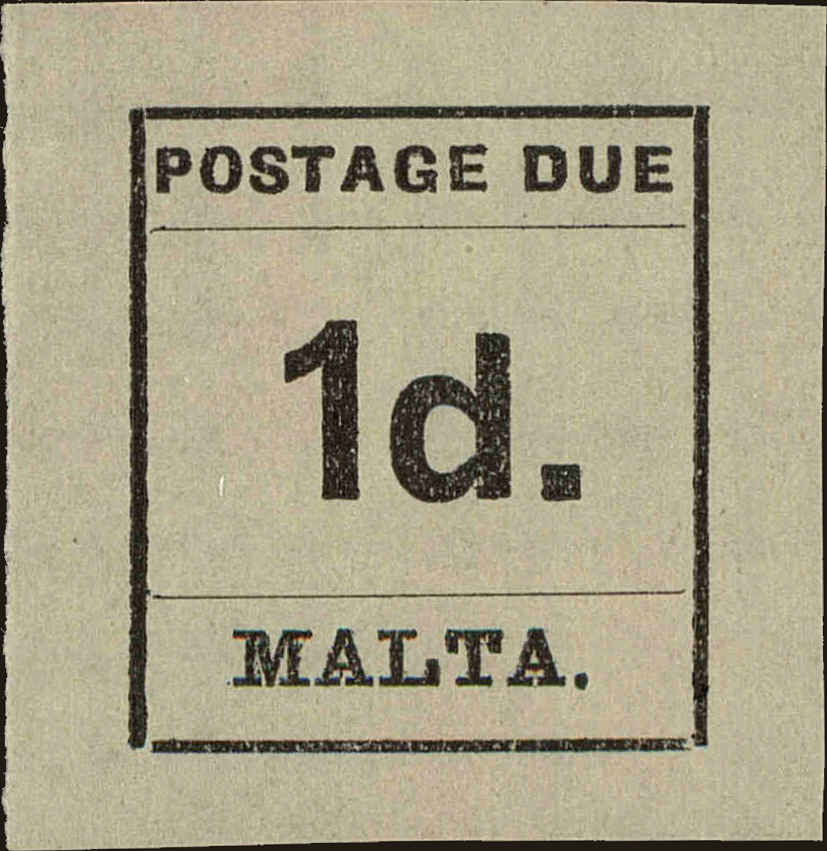 POSTAGE DUE
1d.
MALTA.